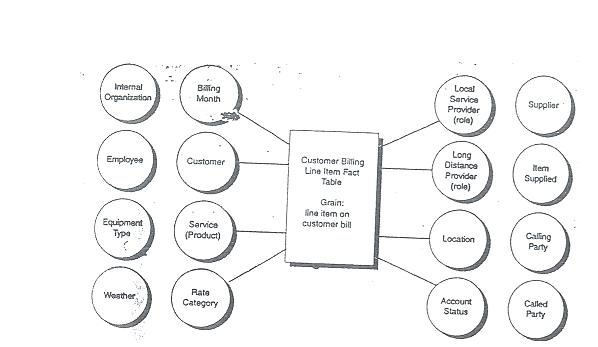 Internal
Organization
Billing
Month
Local
Service
Provider
(role)
Supplier
Employee
Customer
Customer Billing
Line Item Fact
Table
Grain:
line item on
customer bill
Long
Distance
Provider
(role)
Item
Supplied
Equipment
Type
Service
(Product)
Location
Calling
Party
Weather
Rate
Category
Account
Status
Called
Party